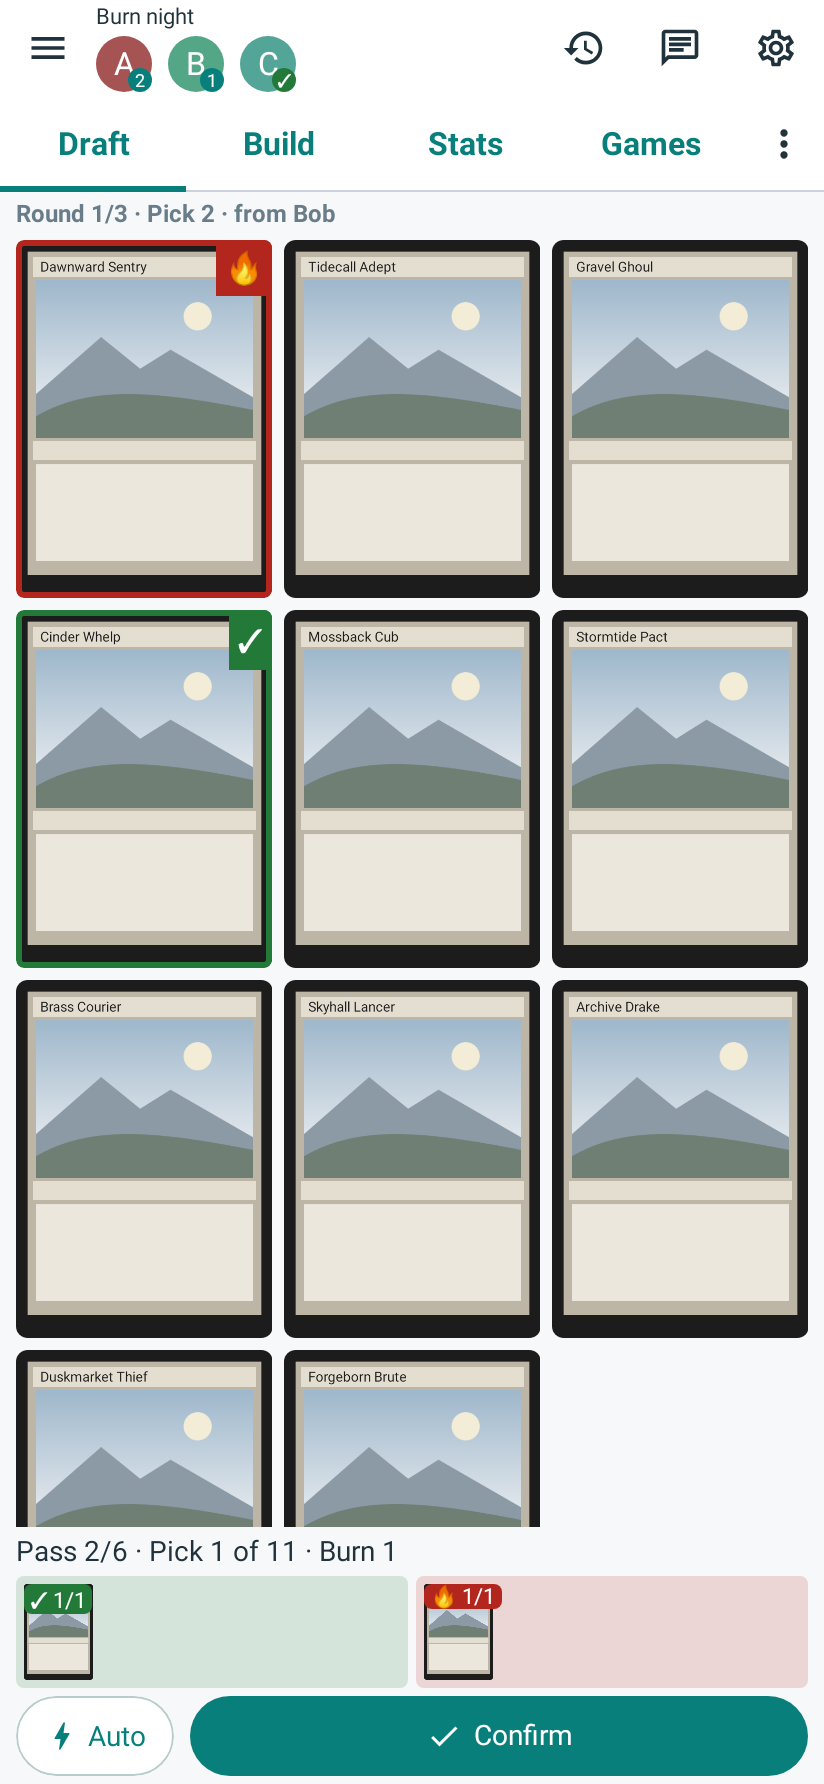 Burn night
A 2 B 1 C ✓
Draft Build Stats Games
Round 1/3 · Pick 2 · from Bob
Dawnward Sentry 🔥 Tidecall Adept Gravel Ghoul
Cinder Whelp ✓ Mossback Cub Stormtide Pact
Brass Courier Skyhall Lancer Archive Drake
Duskmarket Thief Forgeborn Brute
Pass 2/6 · Pick 1 of 11 · Burn 1
✓ 1/1 🔥 1/1
Auto ✓ Confirm